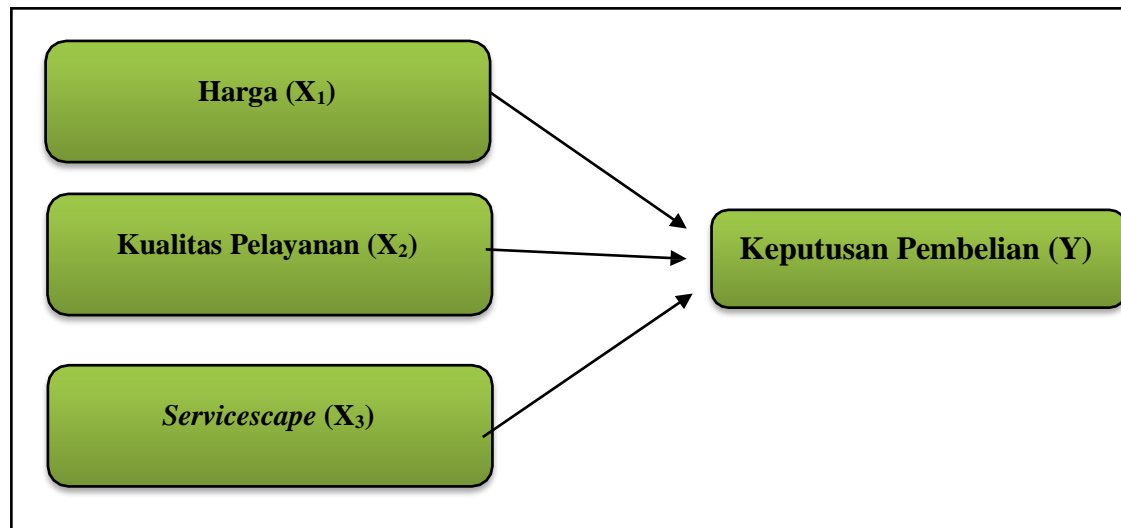 Harga (X₁)
Kualitas Pelayanan (X₂)
Keputusan Pembelian (Y)
Servicescape (X₃)